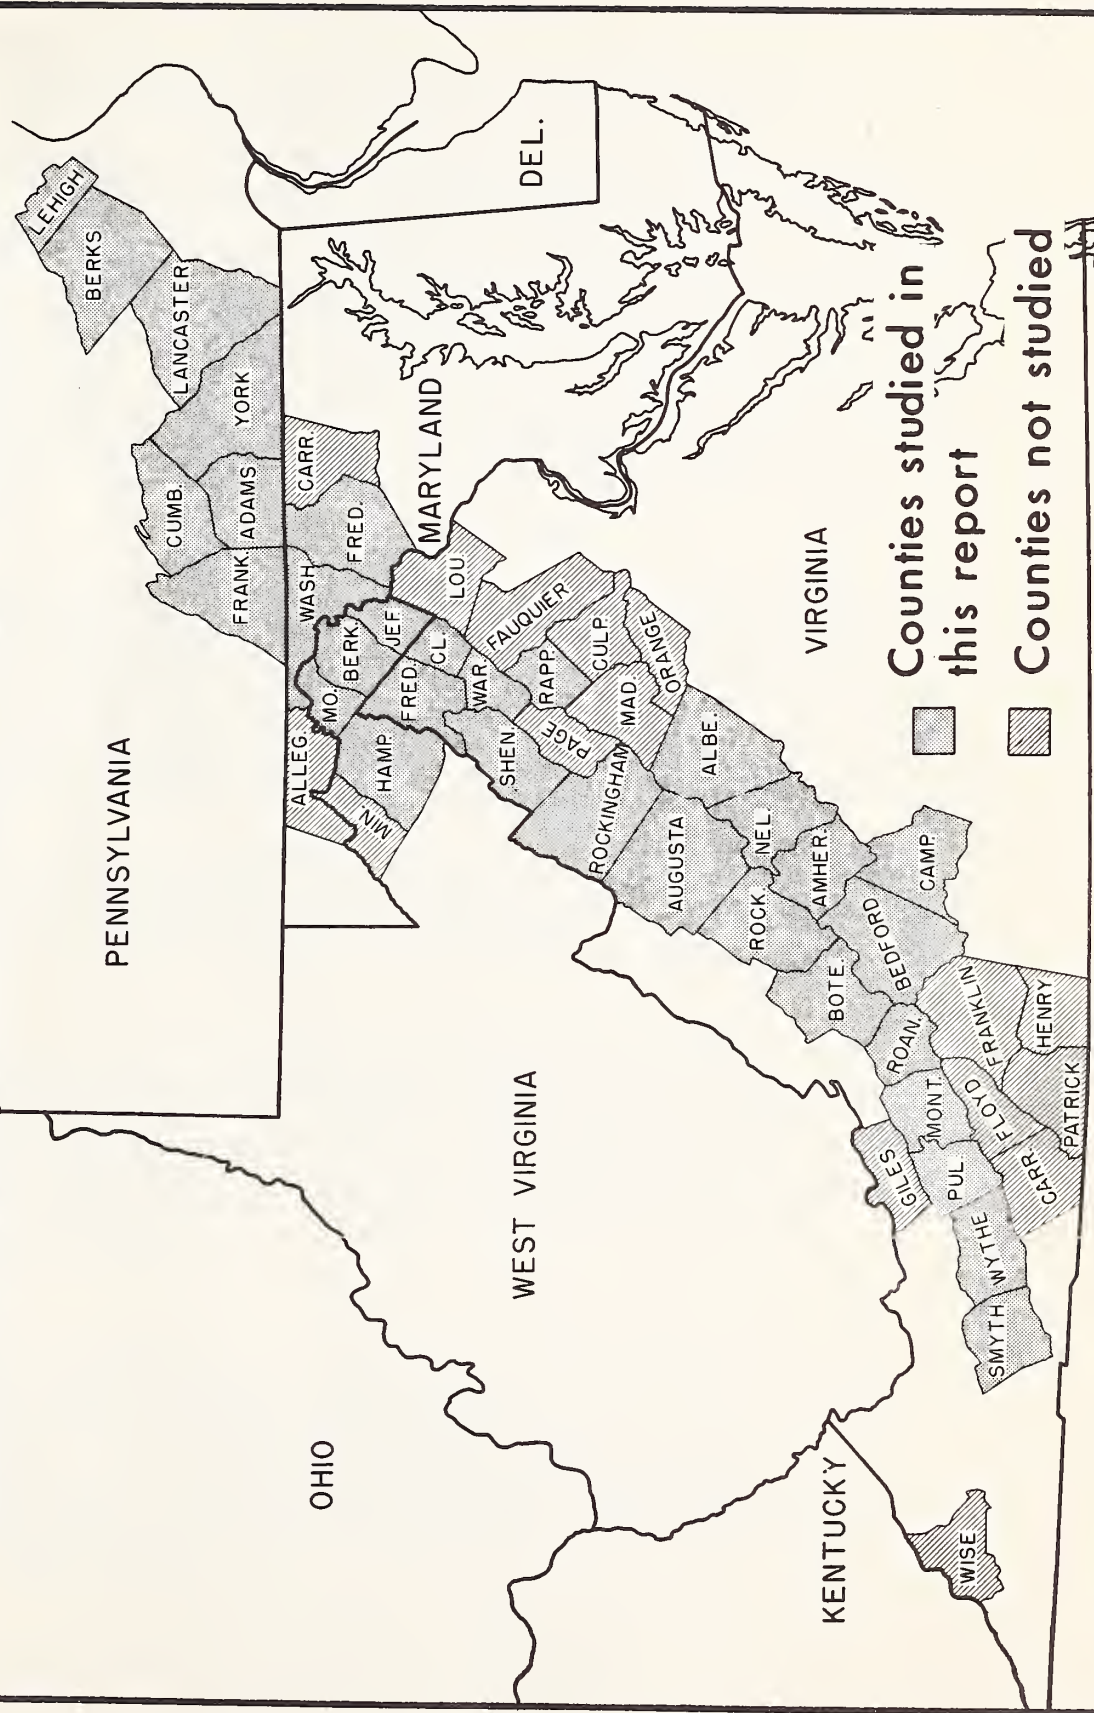 PENNSYLVANIA
LEHIGH
BERKS
LANCASTER
YORK
CUMB.
ADAMS
FRANK.
OHIO
WEST VIRGINIA
MARYLAND
DEL.
CARR.
FRED.
WASH.
ALLEG.
MO.
BERK.
JEF.
HAMP.
MIN.
LOU.
CL.
FRED.
WAR.
FAUQUIER
RAPP.
CULP.
ORANGE
MAD.
PAGE
SHEN.
ROCKINGHAM
ALBE.
AUGUSTA
NEL.
AMHER.
ROCK.
CAMP.
BEDFORD
BOTE.
ROAN.
FRANKLIN
HENRY
MONT.
FLOYD
PATRICK
GILES
PUL.
CARR.
WYTHE
SMYTH
WISE
KENTUCKY
VIRGINIA
Counties studied in
this report
Counties not studied